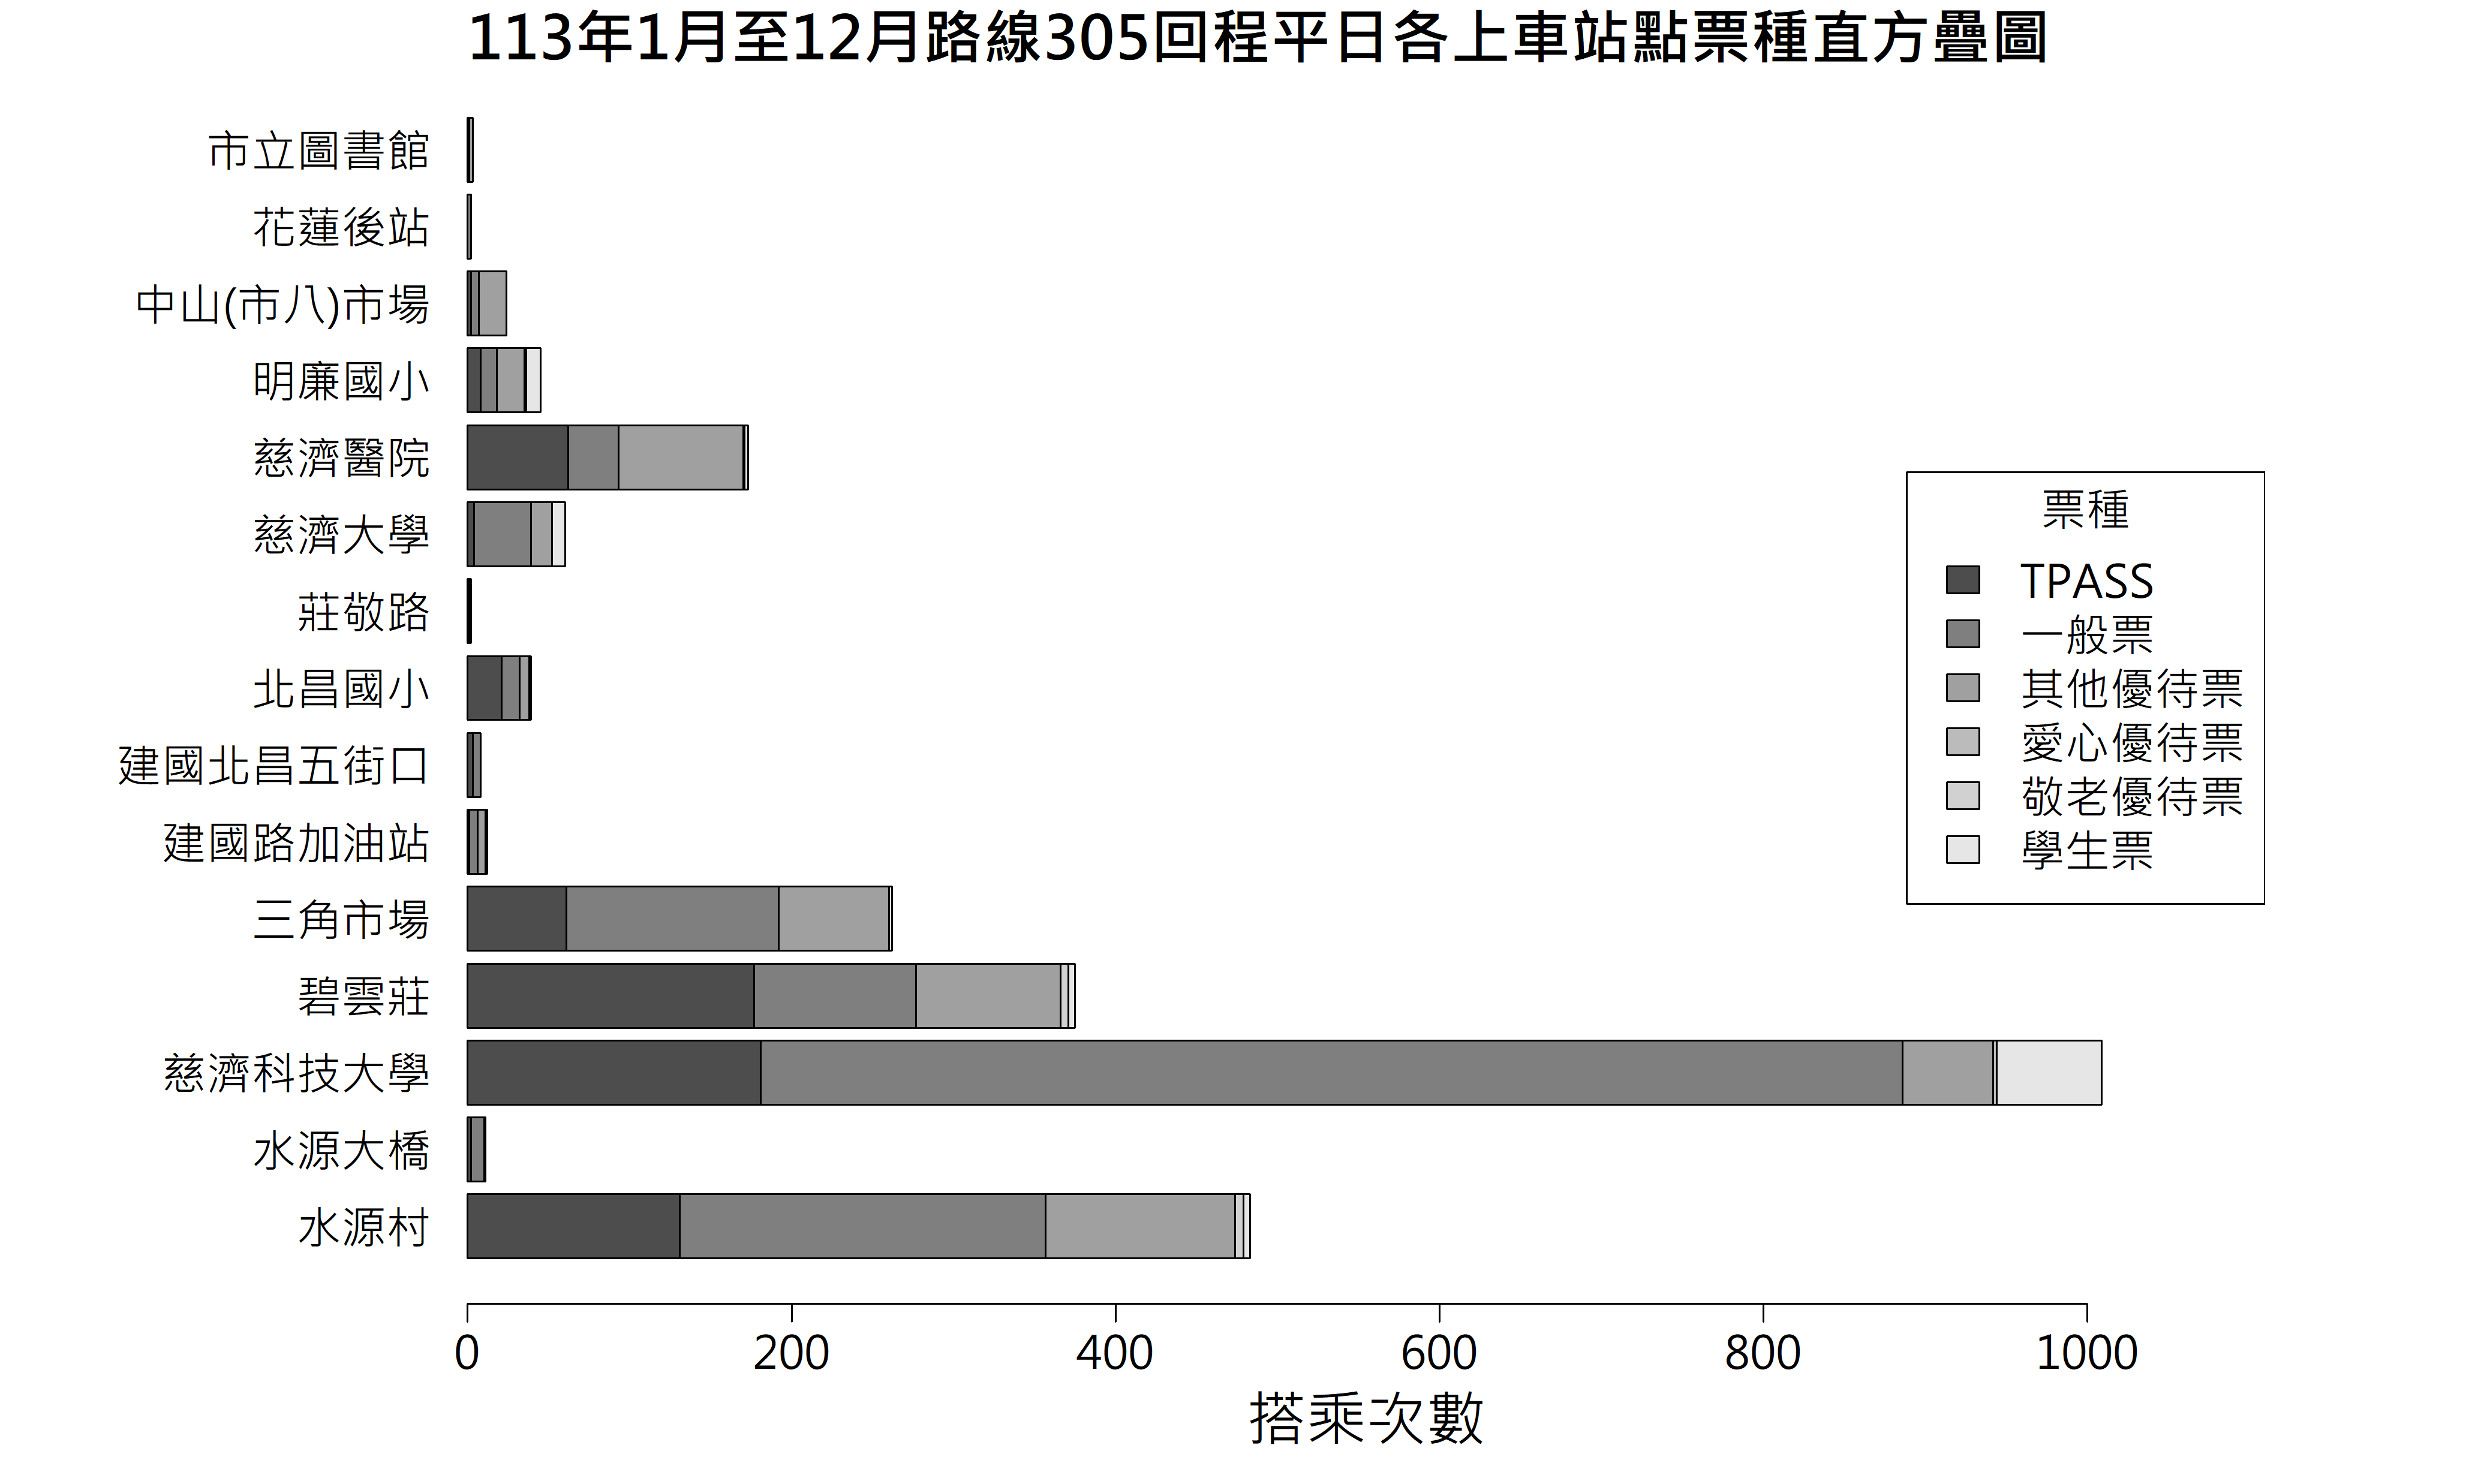 113年1月至12月路線305回程平日各上車站點票種直方疊圖
市立圖書館
花蓮後站
中山(市八)市場
明廉國小
慈濟醫院
慈濟大學
莊敬路
北昌國小
建國北昌五街口
建國路加油站
三角市場
碧雲莊
慈濟科技大學
水源大橋
水源村
票種
TPASS
一般票
其他優待票
愛心優待票
敬老優待票
學生票
0 200 400 600 800 1000
搭乘次數